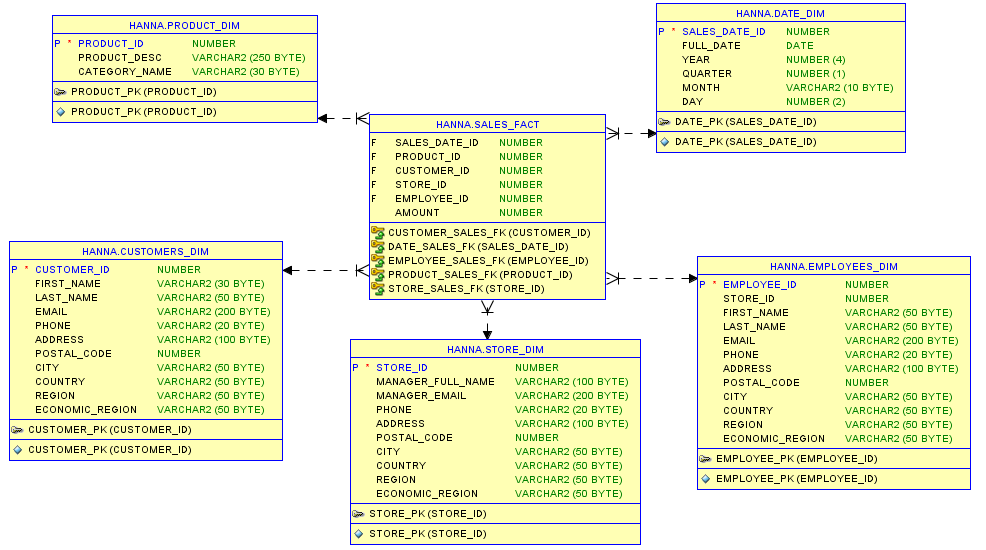 HANNA.PRODUCT_DIM
P * PRODUCT_ID NUMBER
PRODUCT_DESC VARCHAR2 (250 BYTE)
CATEGORY_NAME VARCHAR2 (30 BYTE)
PRODUCT_PK (PRODUCT_ID)
PRODUCT_PK (PRODUCT_ID)
HANNA.DATE_DIM
P * SALES_DATE_ID NUMBER
FULL_DATE DATE
YEAR NUMBER (4)
QUARTER NUMBER (1)
MONTH VARCHAR2 (10 BYTE)
DAY NUMBER (2)
DATE_PK (SALES_DATE_ID)
DATE_PK (SALES_DATE_ID)
HANNA.SALES_FACT
F SALES_DATE_ID NUMBER
F PRODUCT_ID NUMBER
F CUSTOMER_ID NUMBER
F STORE_ID NUMBER
F EMPLOYEE_ID NUMBER
AMOUNT NUMBER
CUSTOMER_SALES_FK (CUSTOMER_ID)
DATE_SALES_FK (SALES_DATE_ID)
EMPLOYEE_SALES_FK (EMPLOYEE_ID)
PRODUCT_SALES_FK (PRODUCT_ID)
STORE_SALES_FK (STORE_ID)
HANNA.CUSTOMERS_DIM
P * CUSTOMER_ID NUMBER
FIRST_NAME VARCHAR2 (30 BYTE)
LAST_NAME VARCHAR2 (50 BYTE)
EMAIL VARCHAR2 (200 BYTE)
PHONE VARCHAR2 (20 BYTE)
ADDRESS VARCHAR2 (100 BYTE)
POSTAL_CODE NUMBER
CITY VARCHAR2 (50 BYTE)
COUNTRY VARCHAR2 (50 BYTE)
REGION VARCHAR2 (50 BYTE)
ECONOMIC_REGION VARCHAR2 (50 BYTE)
CUSTOMER_PK (CUSTOMER_ID)
CUSTOMER_PK (CUSTOMER_ID)
HANNA.EMPLOYEES_DIM
P * EMPLOYEE_ID NUMBER
STORE_ID NUMBER
FIRST_NAME VARCHAR2 (50 BYTE)
LAST_NAME VARCHAR2 (50 BYTE)
EMAIL VARCHAR2 (200 BYTE)
PHONE VARCHAR2 (20 BYTE)
ADDRESS VARCHAR2 (100 BYTE)
POSTAL_CODE NUMBER
CITY VARCHAR2 (50 BYTE)
COUNTRY VARCHAR2 (50 BYTE)
REGION VARCHAR2 (50 BYTE)
ECONOMIC_REGION VARCHAR2 (50 BYTE)
EMPLOYEE_PK (EMPLOYEE_ID)
EMPLOYEE_PK (EMPLOYEE_ID)
HANNA.STORE_DIM
P * STORE_ID NUMBER
MANAGER_FULL_NAME VARCHAR2 (100 BYTE)
MANAGER_EMAIL VARCHAR2 (200 BYTE)
PHONE VARCHAR2 (20 BYTE)
ADDRESS VARCHAR2 (100 BYTE)
POSTAL_CODE NUMBER
CITY VARCHAR2 (50 BYTE)
COUNTRY VARCHAR2 (50 BYTE)
REGION VARCHAR2 (50 BYTE)
ECONOMIC_REGION VARCHAR2 (50 BYTE)
STORE_PK (STORE_ID)
STORE_PK (STORE_ID)